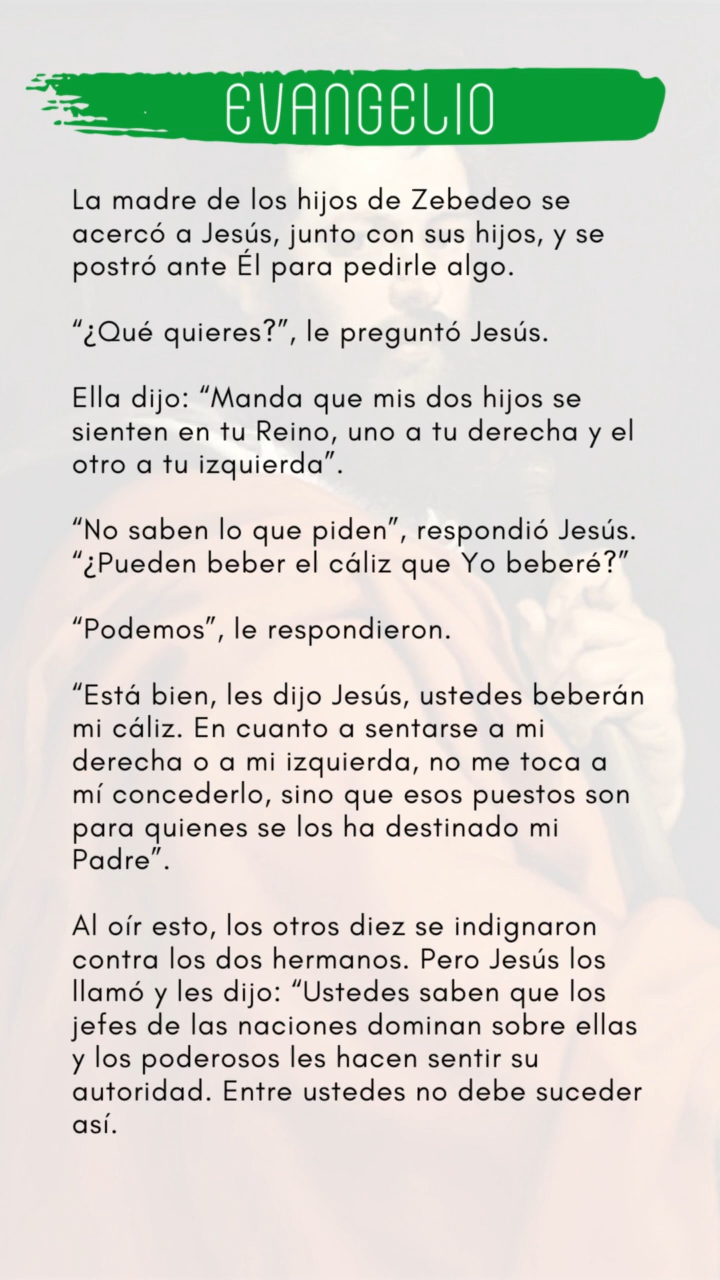 EVANGELIO
La madre de los hijos de Zebedeo se
acercó a Jesús, junto con sus hijos, y se
postró ante Él para pedirle algo.
“¿Qué quieres?”, le preguntó Jesús.
Ella dijo: “Manda que mis dos hijos se
sienten en tu Reino, uno a tu derecha y el
otro a tu izquierda”.
“No saben lo que piden”, respondió Jesús.
“¿Pueden beber el cáliz que Yo beberé?”
“Podemos”, le respondieron.
“Está bien, les dijo Jesús, ustedes beberán
mi cáliz. En cuanto a sentarse a mi
derecha o a mi izquierda, no me toca a
mí concederlo, sino que esos puestos son
para quienes se los ha destinado mi
Padre”.
Al oír esto, los otros diez se indignaron
contra los dos hermanos. Pero Jesús los
llamó y les dijo: “Ustedes saben que los
jefes de las naciones dominan sobre ellas
y los poderosos les hacen sentir su
autoridad. Entre ustedes no debe suceder
así.